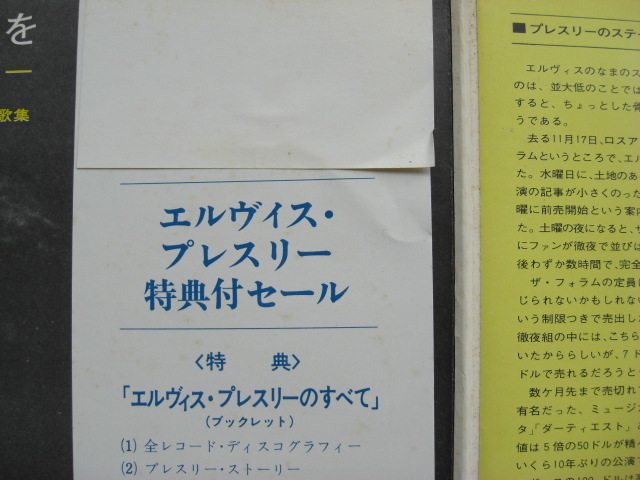 を
歌集
エルヴィス・
プレスリー
特典付セール
〈特 典〉
「エルヴィス・プレスリーのすべて」
(ブックレット)
(1) 全レコード・ディスコグラフィー
(2) プレスリー・ストーリー
■ プレスリーのステ
エルヴィスのなまのス
のは、並大低のことでは
すると、ちょっとした
うである。
去る11月17日、ロスア
ラムというところで、エル
た。水曜日に、土地のあ
演の記事が小さくのった
曜に前売開始という案内
た。土曜の夜になると、
にファンが徹夜で並びは
後わずか数時間で、完全
ザ・フォラムの定員
じられないかもしれない
いう制限つきで売出し
徹夜組の中には、こちら
いたかららしいが、7ド
ドルで売れるだろうと
数ケ月先まで売切れ
有名だった、ミュージ
タ」「ダーティエスト」
値は5倍の50ドルが精
いくら10年ぶりの公演